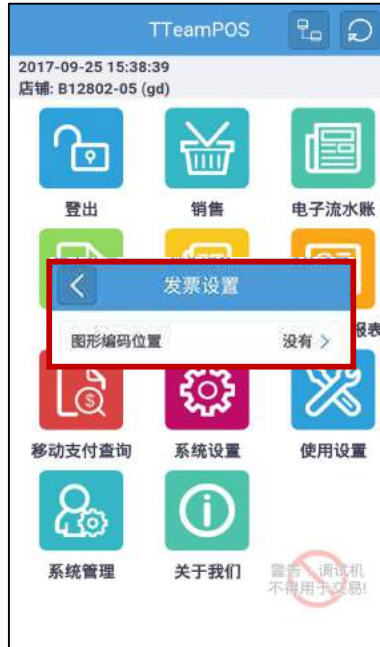 TTeamPOS
2017-09-25 15:38:39
店铺: B12802-05 (gd)
登出
销售
电子流水账
发票设置
图形编码位置
没有
报表
移动支付查询
系统设置
使用设置
系统管理
关于我们
警告：调试机
不得用于交易!